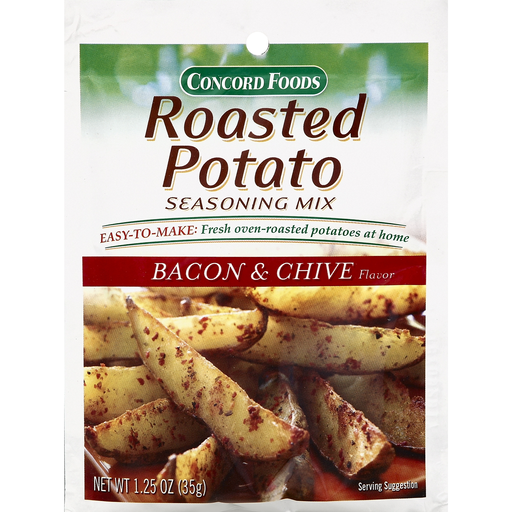 CONCORD FOODS
Roasted
Potato
SEASONING MIX
EASY-TO-MAKE: Fresh oven-roasted potatoes at home
BACON & CHIVE Flavor
NET WT 1.25 OZ (35g)
Serving Suggestion